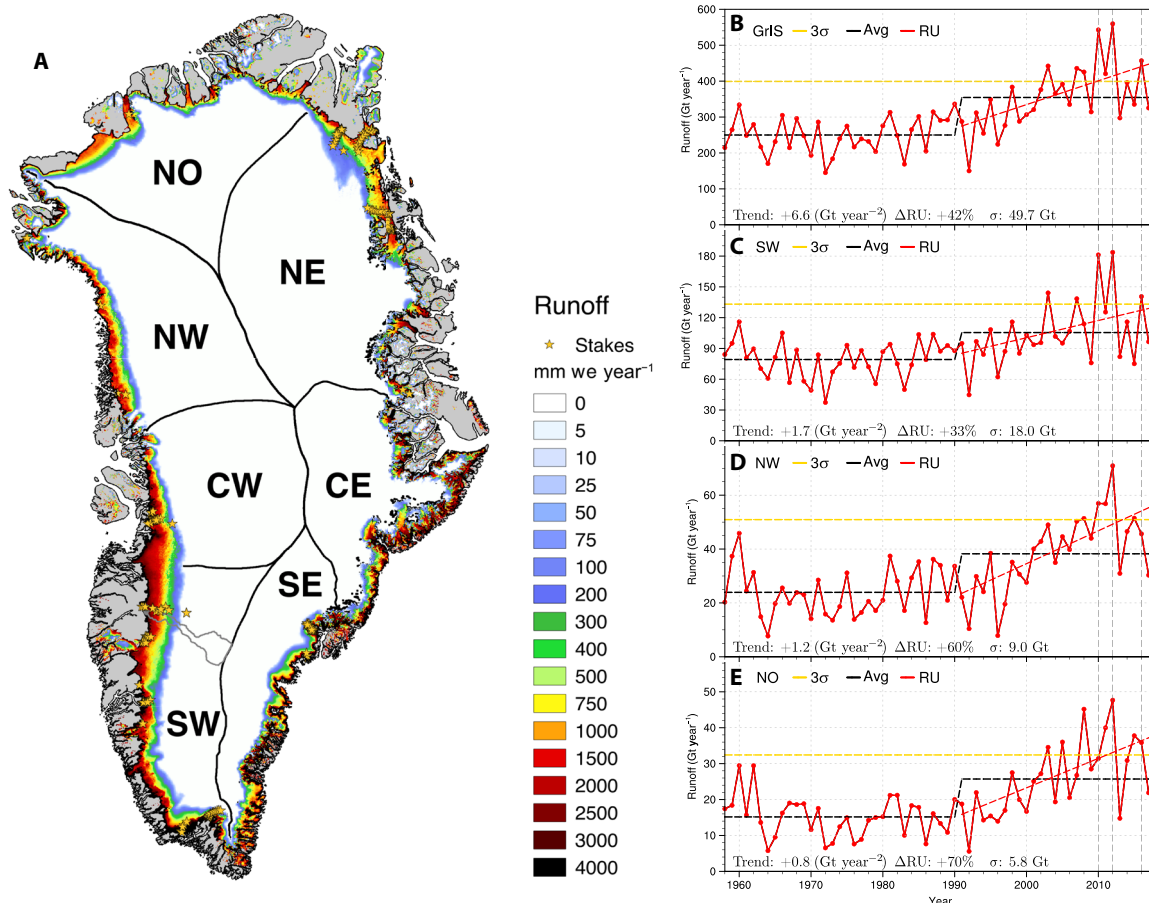 A
NO
NE
NW
CW
CE
SE
SW
Runoff
Stakes
mm we year⁻¹
0
5
10
25
50
75
100
200
300
400
500
750
1000
1500
2000
2500
3000
4000
B
GrIS 3σ Avg RU
Runoff (Gt year⁻¹)
600
500
400
300
200
100
0
Trend: +6.6 (Gt year⁻²) ΔRU: +42% σ: 49.7 Gt
C
SW 3σ Avg RU
Runoff (Gt year⁻¹)
180
150
120
90
60
30
0
Trend: +1.7 (Gt year⁻²) ΔRU: +33% σ: 18.0 Gt
D
NW 3σ Avg RU
Runoff (Gt year⁻¹)
60
40
20
0
Trend: +1.2 (Gt year⁻²) ΔRU: +60% σ: 9.0 Gt
E
NO 3σ Avg RU
Runoff (Gt year⁻¹)
50
40
30
20
10
0
Trend: +0.8 (Gt year⁻²) ΔRU: +70% σ: 5.8 Gt
1960 1970 1980 1990 2000 2010
Year